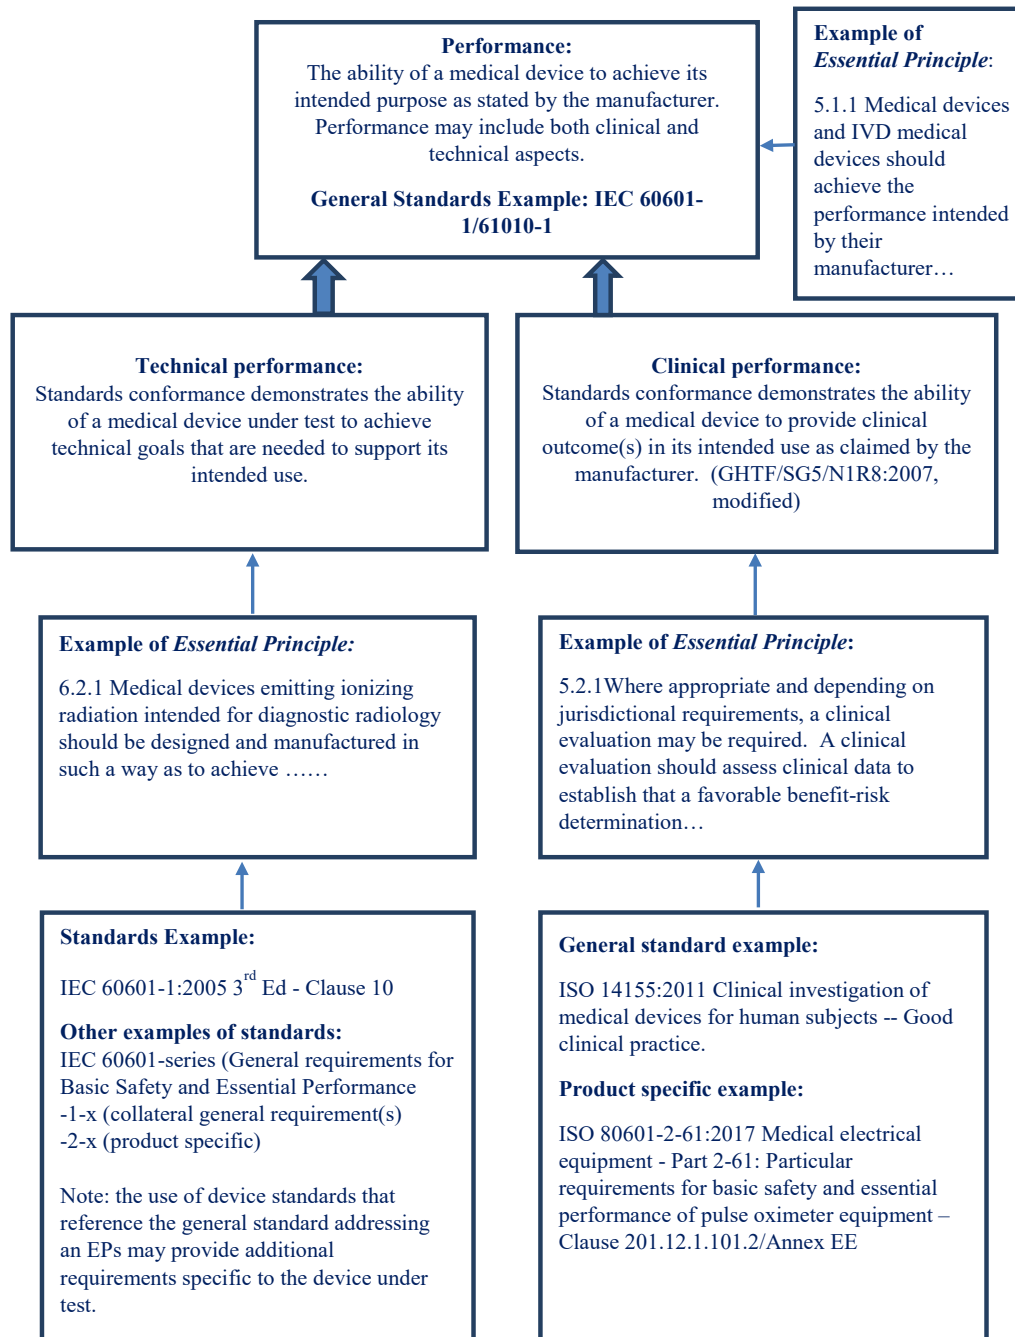 Performance:
The ability of a medical device to achieve its
intended purpose as stated by the manufacturer.
Performance may include both clinical and
technical aspects.
General Standards Example: IEC 60601-
1/61010-1
Example of
Essential Principle:
5.1.1 Medical devices
and IVD medical
devices should
achieve the
performance intended
by their
manufacturer…
Technical performance:
Standards conformance demonstrates the ability
of a medical device under test to achieve
technical goals that are needed to support its
intended use.
Clinical performance:
Standards conformance demonstrates the ability
of a medical device to provide clinical
outcome(s) in its intended use as claimed by the
manufacturer.  (GHTF/SG5/N1R8:2007,
modified)
Example of Essential Principle:
6.2.1 Medical devices emitting ionizing
radiation intended for diagnostic radiology
should be designed and manufactured in
such a way as to achieve ……
Example of Essential Principle:
5.2.1Where appropriate and depending on
jurisdictional requirements, a clinical
evaluation may be required.  A clinical
evaluation should assess clinical data to
establish that a favorable benefit-risk
determination…
Standards Example:
IEC 60601-1:2005 3rd Ed - Clause 10
Other examples of standards:
IEC 60601-series (General requirements for
Basic Safety and Essential Performance
-1-x (collateral general requirement(s)
-2-x (product specific)
Note: the use of device standards that
reference the general standard addressing
an EPs may provide additional
requirements specific to the device under
test.
General standard example:
ISO 14155:2011 Clinical investigation of
medical devices for human subjects -- Good
clinical practice.
Product specific example:
ISO 80601-2-61:2017 Medical electrical
equipment - Part 2-61: Particular
requirements for basic safety and essential
performance of pulse oximeter equipment –
Clause 201.12.1.101.2/Annex EE